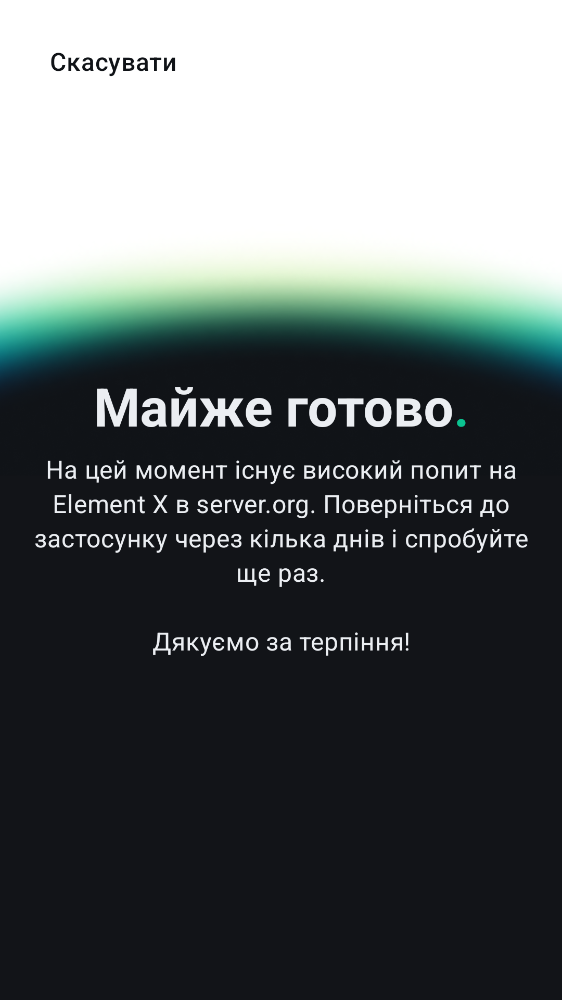 Скасувати
Майже готово.
На цей момент існує високий попит на
Element X в server.org. Поверніться до
застосунку через кілька днів і спробуйте
ще раз.
Дякуємо за терпіння!